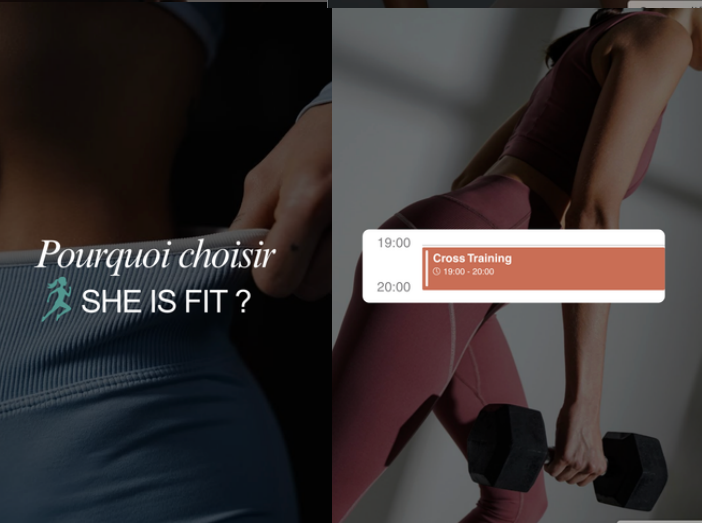 Pourquoi choisir
SHE IS FIT ?
19:00
Cross Training
19:00 - 20:00
20:00